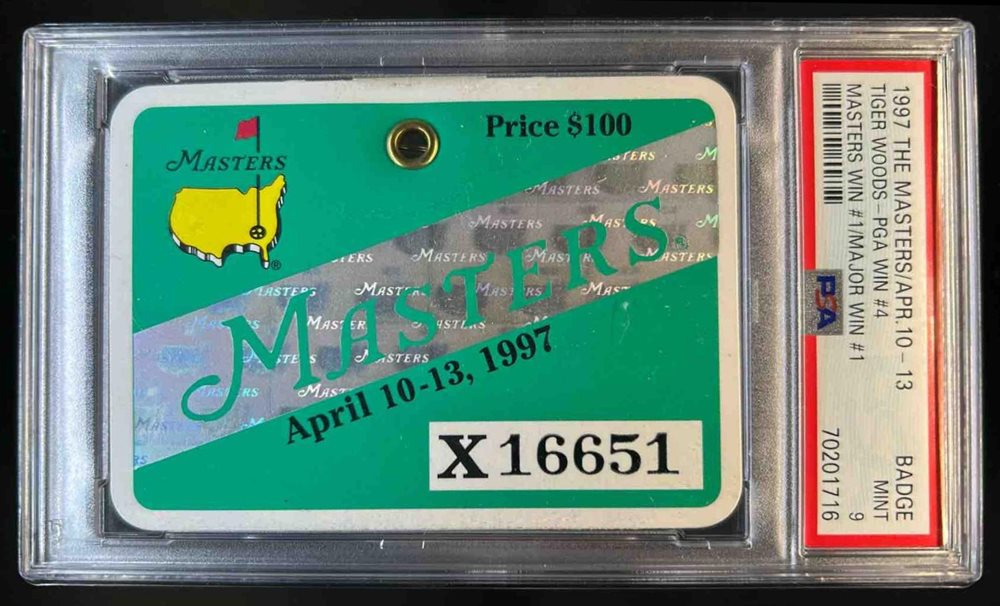 MASTERS
®
Price $100
MASTERS®
April 10-13, 1997
X16651
1997 THE MASTERS/APR.10-13 BADGE
TIGER WOODS-PGA WIN #4 MINT
MASTERS WIN #1/MAJOR WIN #1 9
PSA
70201716